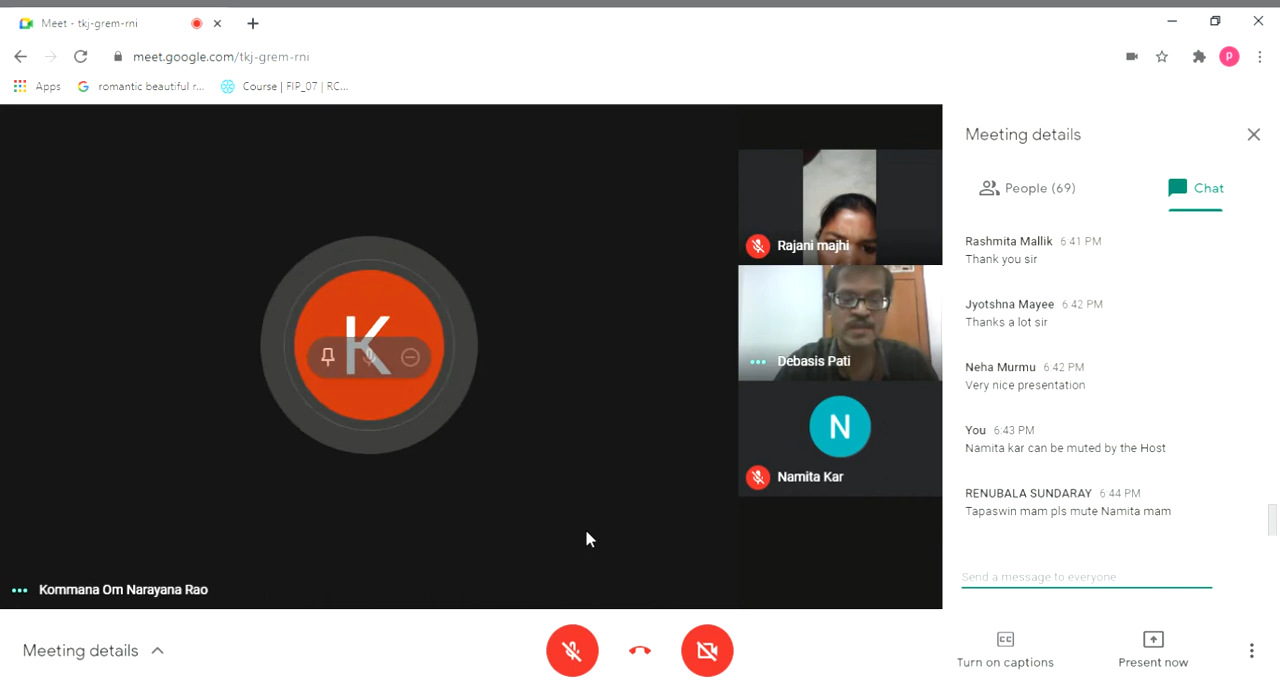 Meet - tkj-grem-rni
meet.google.com/tkj-grem-rni
P
Apps
romantic beautiful r...
Course | FIP_07 | RC...
K
Kommana Om Narayana Rao
Rajani majhi
Debasis Pati
N
Namita Kar
Meeting details
People (69)
Chat
Rashmita Mallik 6:41 PM
Thank you sir
Jyotshna Mayee 6:42 PM
Thanks a lot sir
Neha Murmu 6:42 PM
Very nice presentation
You 6:43 PM
Namita kar can be muted by the Host
RENUBALA SUNDARAY 6:44 PM
Tapaswin mam pls mute Namita mam
Send a message to everyone
Meeting details
CC
Turn on captions
Present now